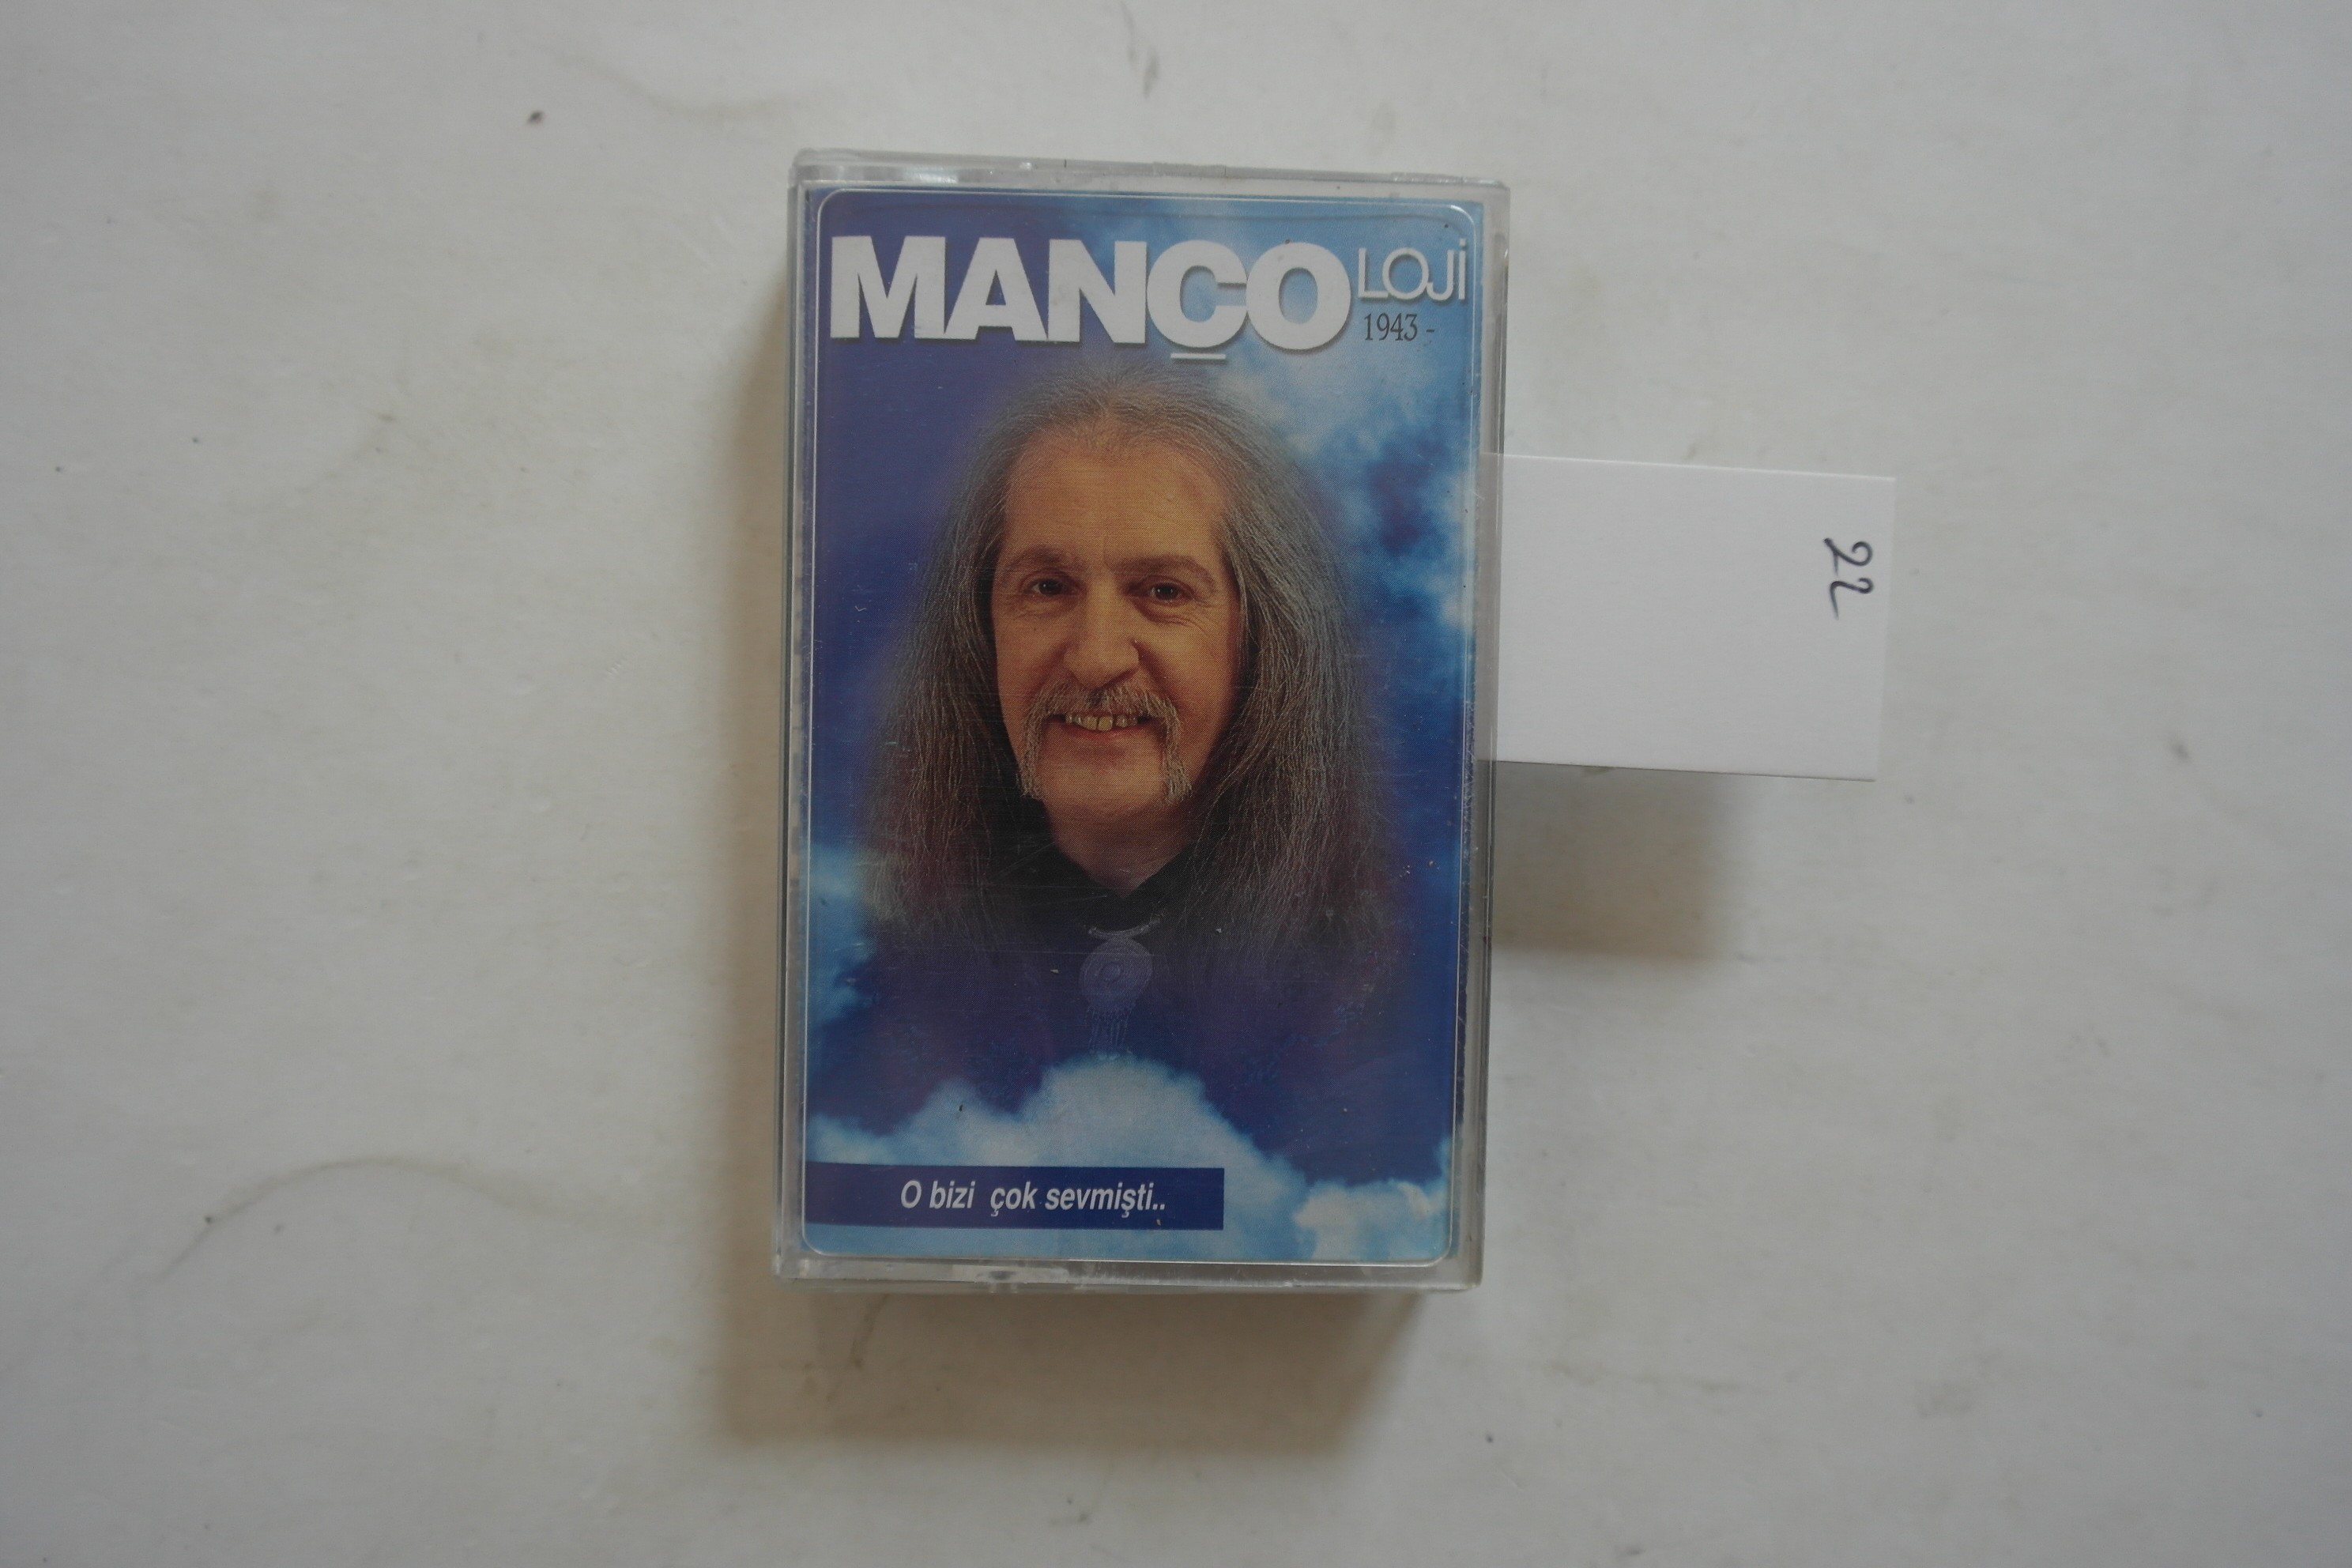 MANÇO LOJİ
1943 -
O bizi çok sevmişti..
22